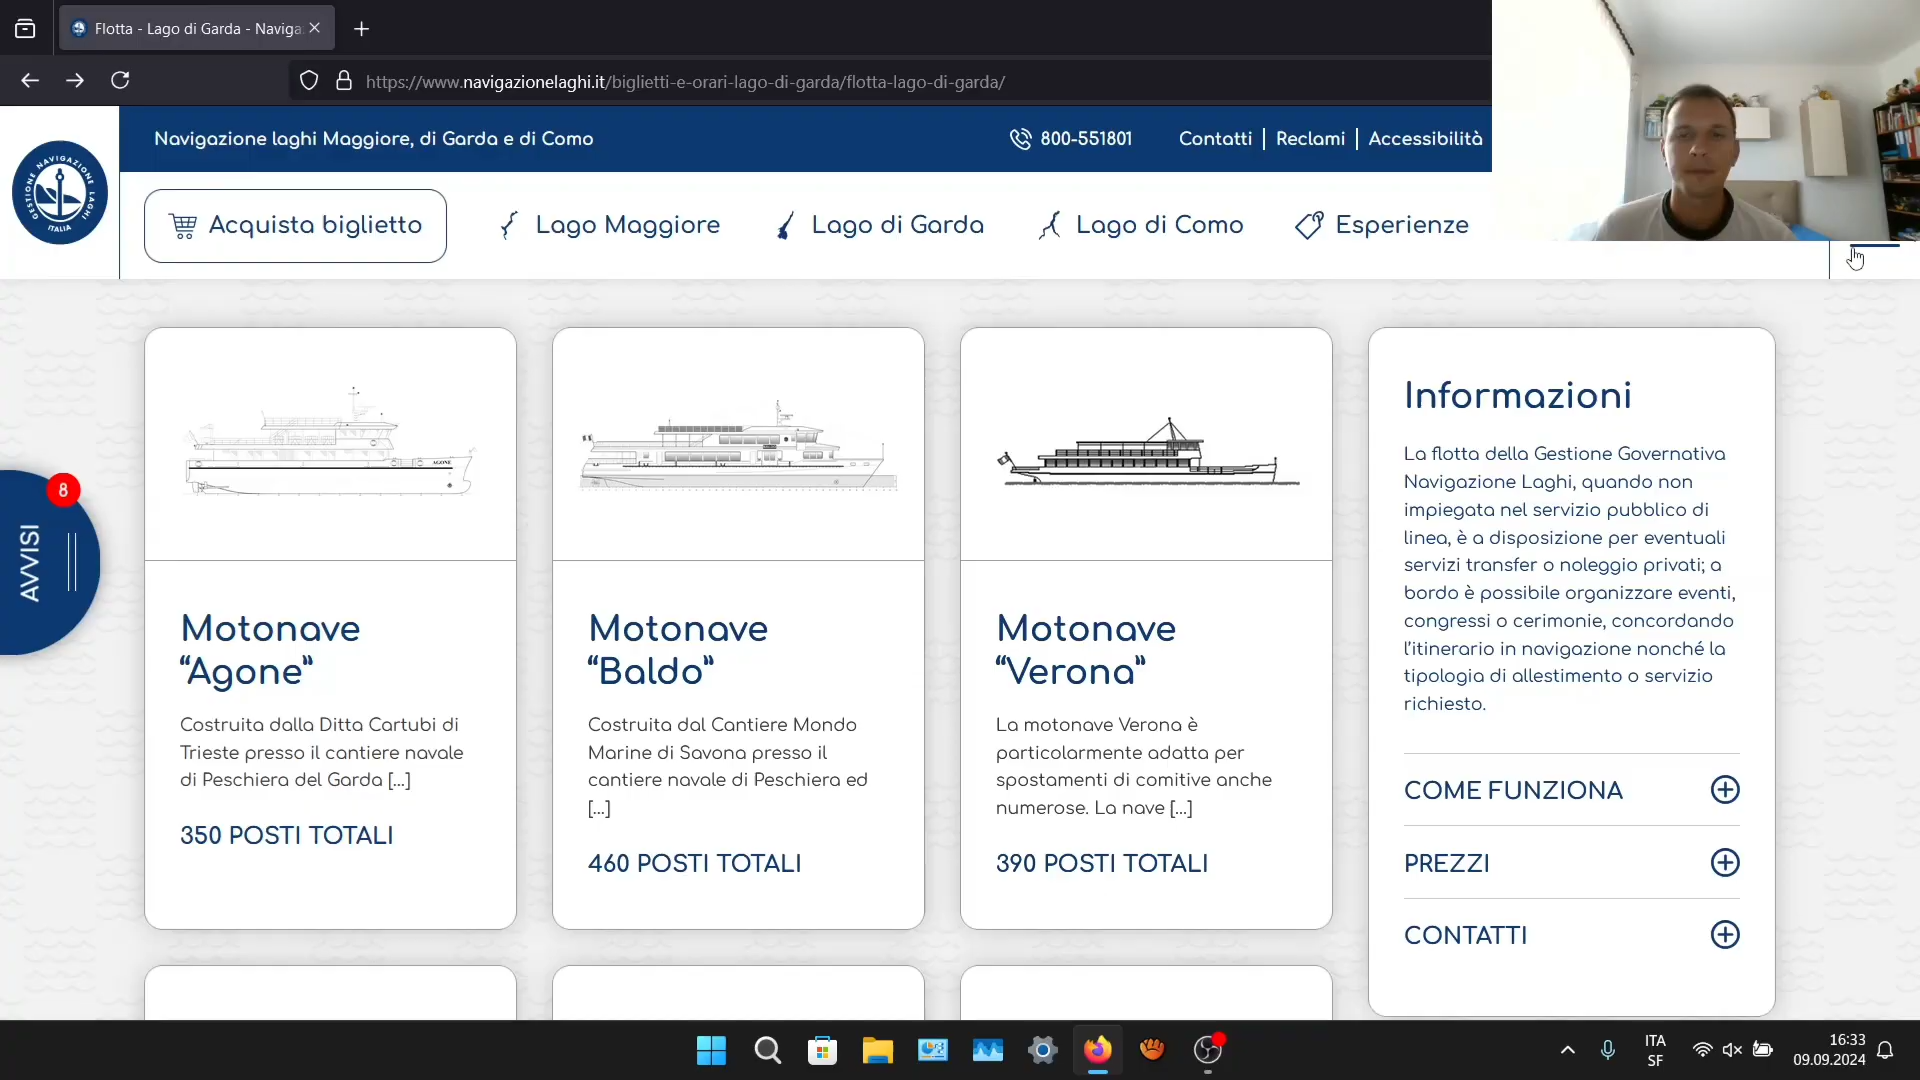 Flotta - Lago di Garda - Naviga
https://www.navigazionelaghi.it/biglietti-e-orari-lago-di-garda/flotta-lago-di-garda/
Navigazione laghi Maggiore, di Garda e di Como
800-551801
Contatti | Reclami | Accessibilità
GESTIONE NAVIGAZIONE LAGHI
ITALIA
Acquista biglietto
Lago Maggiore
Lago di Garda
Lago di Como
Esperienze
8
AVVISI
AGONE
Motonave
“Agone”
Costruita dalla Ditta Cartubi di
Trieste presso il cantiere navale
di Peschiera del Garda [...]
350 POSTI TOTALI
Motonave
“Baldo”
Costruita dal Cantiere Mondo
Marine di Savona presso il
cantiere navale di Peschiera ed
[...]
460 POSTI TOTALI
Motonave
“Verona”
La motonave Verona è
particolarmente adatta per
spostamenti di comitive anche
numerose. La nave [...]
390 POSTI TOTALI
Informazioni
La flotta della Gestione Governativa
Navigazione Laghi, quando non
impiegata nel servizio pubblico di
linea, è a disposizione per eventuali
servizi transfer o noleggio privati; a
bordo è possibile organizzare eventi,
congressi o cerimonie, concordando
l’itinerario in navigazione nonché la
tipologia di allestimento o servizio
richiesto.
COME FUNZIONA
PREZZI
CONTATTI
ITA
SF
16:33
09.09.2024